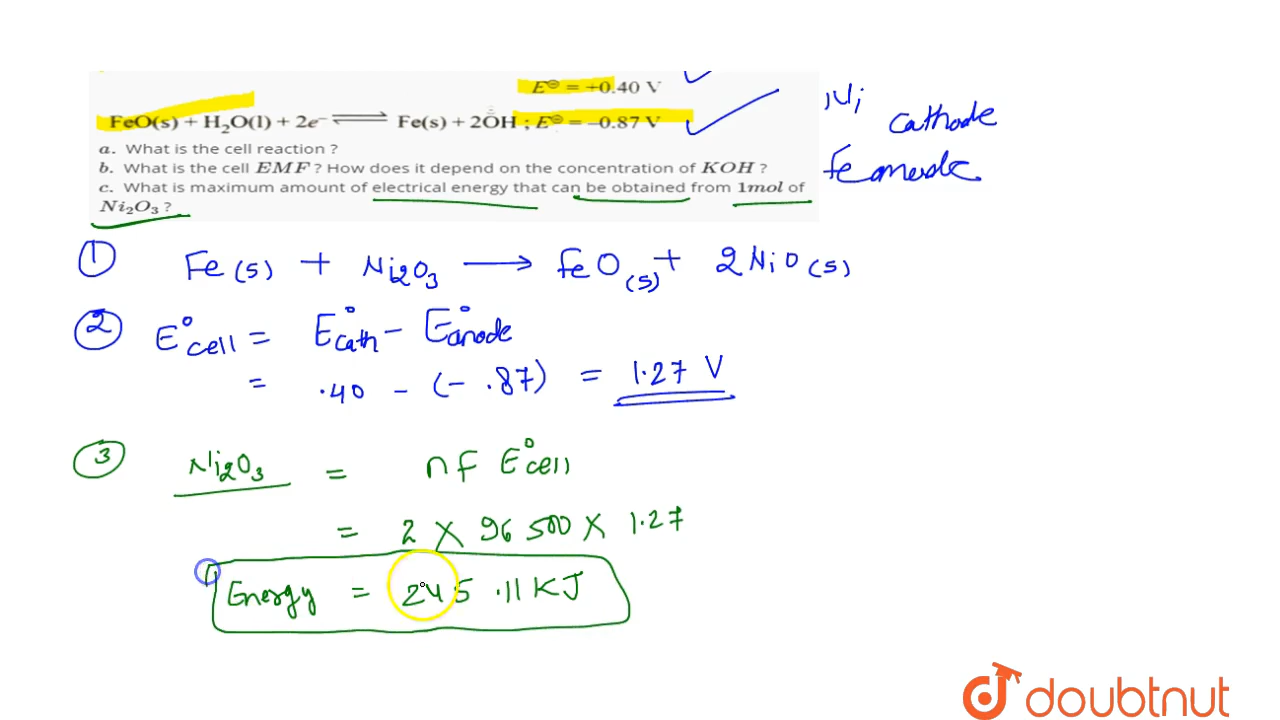 E⊖ = +0.40 V
FeO(s) + H₂O(l) + 2e⁻ ⇌ Fe(s) + 2ŌH ; E⊖ = –0.87 V
a. What is the cell reaction ?
b. What is the cell EMF ? How does it depend on the concentration of KOH ?
c. What is maximum amount of electrical energy that can be obtained from 1mol of
Ni₂O₃ ?
Ni cathode
Fe anode
① Fe(s) + Ni₂O₃ → FeO(s) + 2NiO(s)
② E°cell = E°cath - E°anode
= .40 - (- .87) = 1.27 V
③ Ni₂O₃ = nF E°cell
= 2 × 96500 × 1.27
Energy = 245.11 KJ
doubtnut